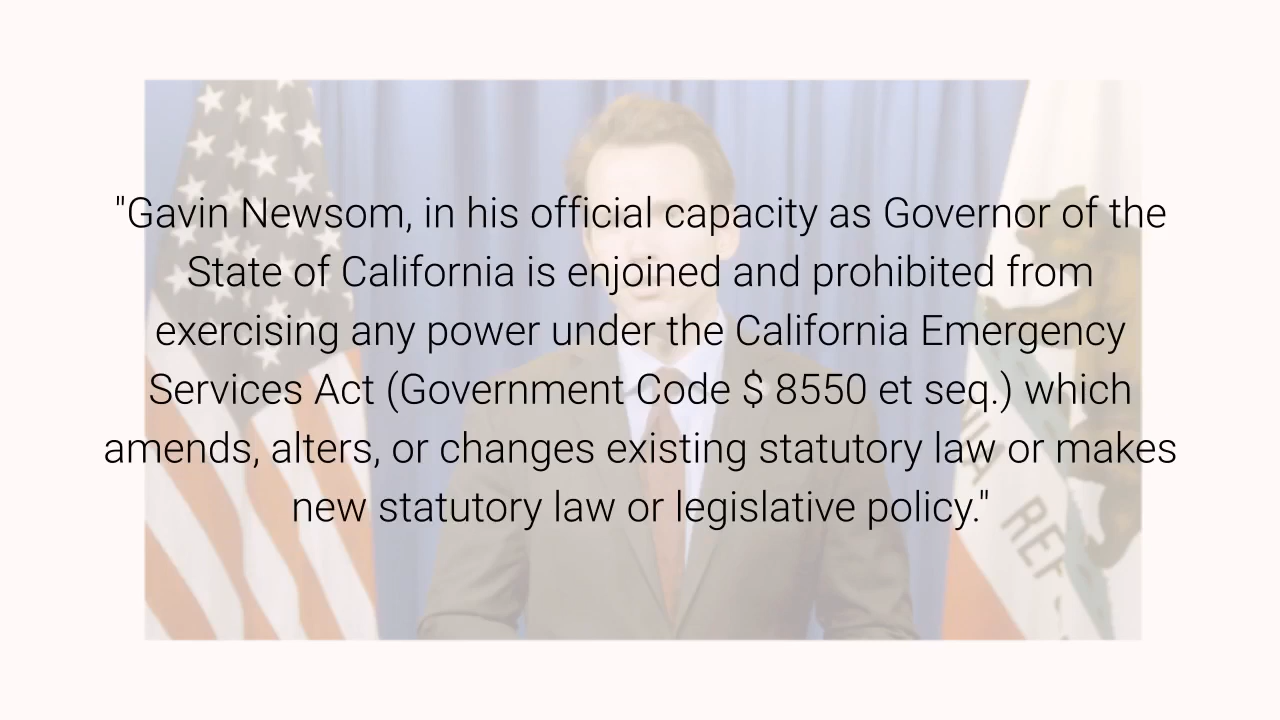 "Gavin Newsom, in his official capacity as Governor of the
State of California is enjoined and prohibited from
exercising any power under the California Emergency
Services Act (Government Code $ 8550 et seq.) which
amends, alters, or changes existing statutory law or makes
new statutory law or legislative policy."
REP